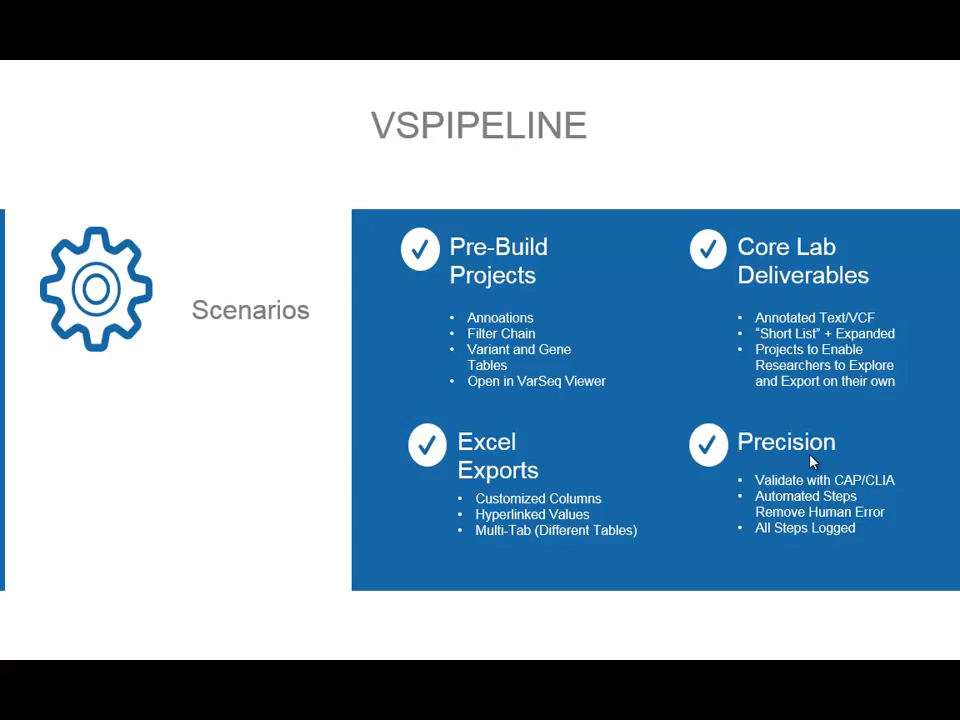 VSPIPELINE
Scenarios
Pre-Build
Projects
• Annoations
• Filter Chain
• Variant and Gene
Tables
• Open in VarSeq Viewer
Core Lab
Deliverables
• Annotated Text/VCF
• “Short List” + Expanded
• Projects to Enable
Researchers to Explore
and Export on their own
Excel
Exports
• Customized Columns
• Hyperlinked Values
• Multi-Tab (Different Tables)
Precision
• Validate with CAP/CLIA
• Automated Steps
Remove Human Error
• All Steps Logged